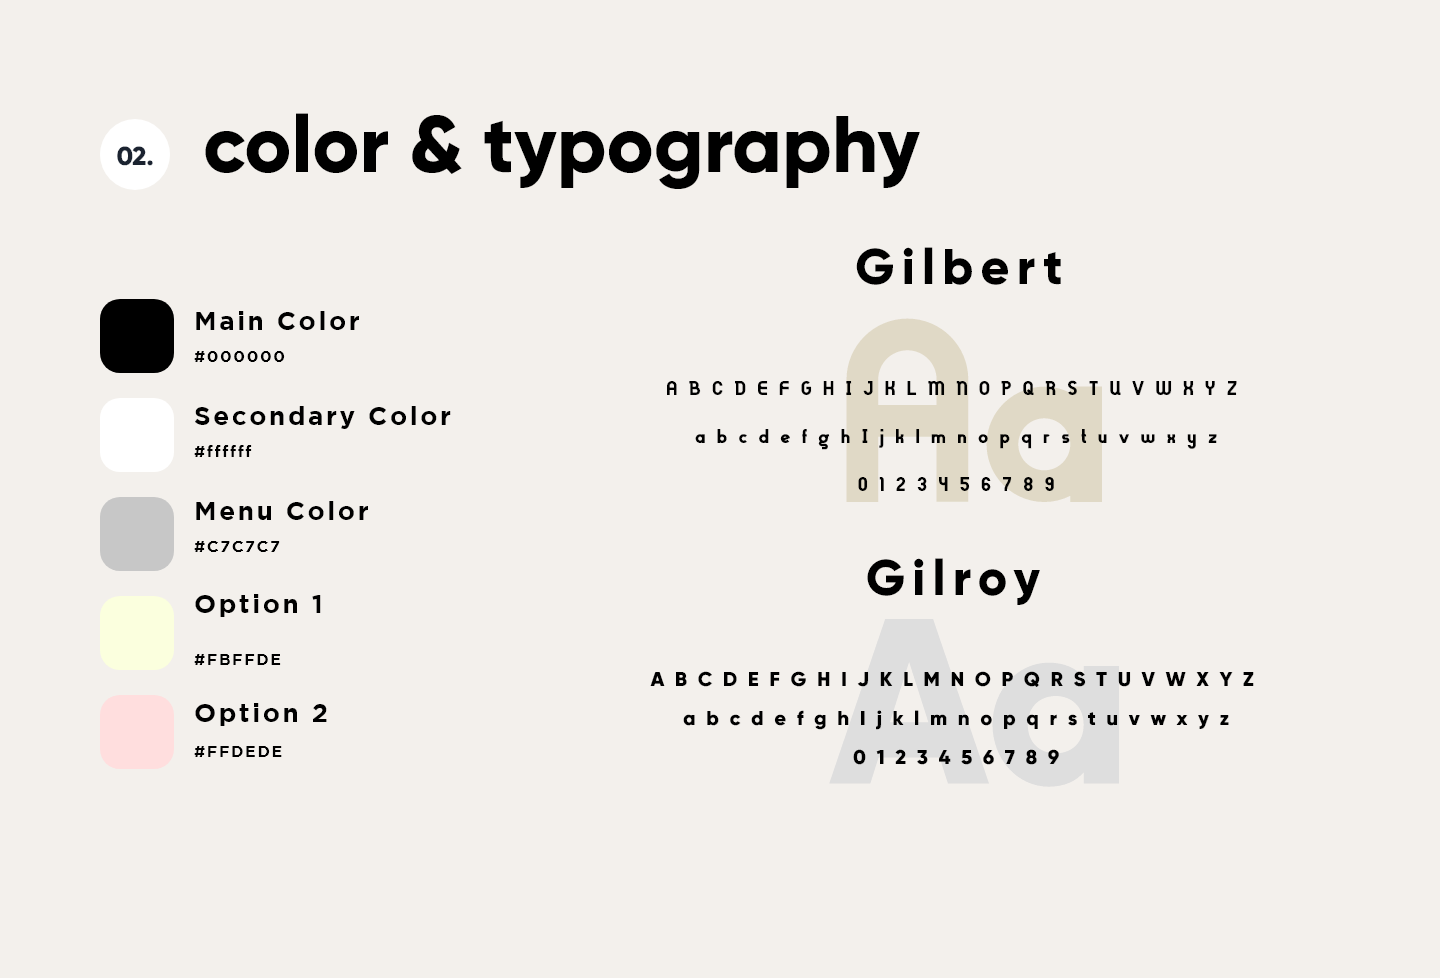 02.
color & typography
Main Color
#000000
Secondary Color
#ffffff
Menu Color
#C7C7C7
Option 1
#FBFFDE
Option 2
#FFDEDE
Gilbert
Aa
A B C D E F G H I J K L M N O P Q R S T U V W X Y Z
a b c d e f g h I j k l m n o p q r s t u v w x y z
0 1 2 3 4 5 6 7 8 9
Gilroy
Aa
A B C D E F G H I J K L M N O P Q R S T U V W X Y Z
a b c d e f g h I j k l m n o p q r s t u v w x y z
0 1 2 3 4 5 6 7 8 9